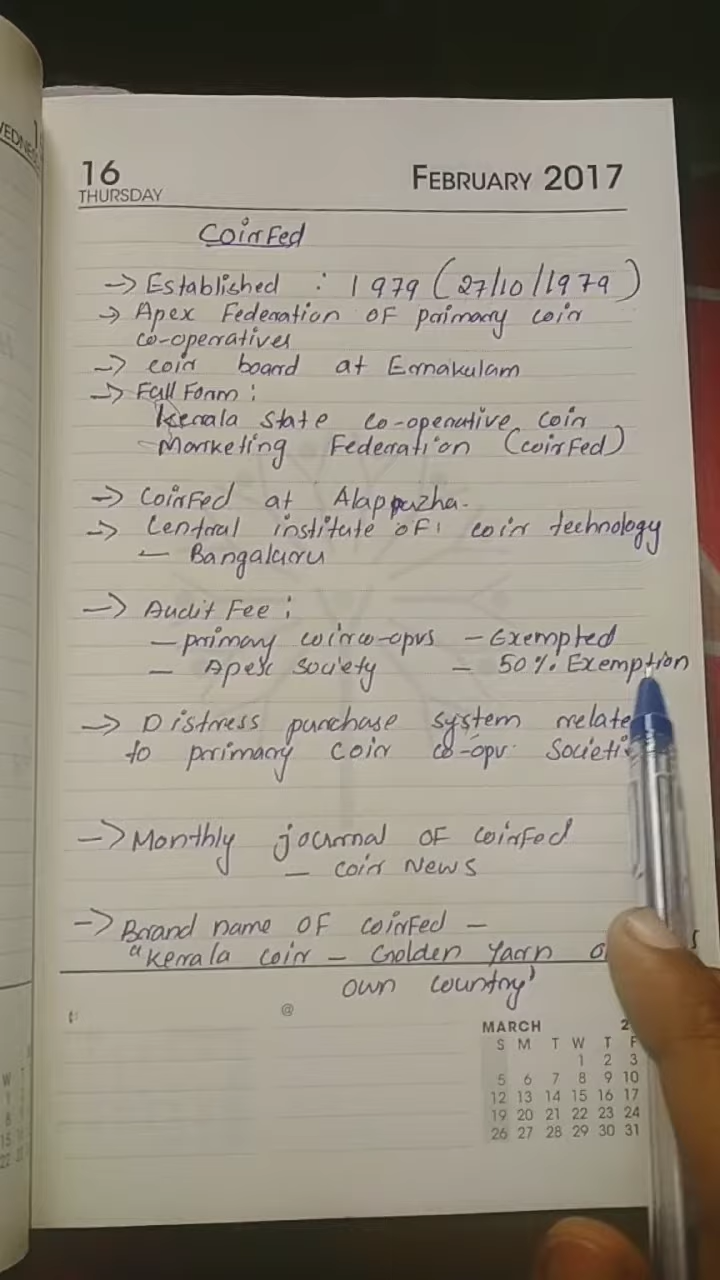 16
THURSDAY
FEBRUARY 2017
CoirFed
→ Established : 1979 (27/10/1979)
→ Apex Federation OF primary coir
co-operatives
→ coir board at Ernakulam
→ Full Form :
Kerala state co-operative coir
Marketing Federation (coirFed)
→ CoirFed at Alappuzha.
→ Central institute OF coir technology
— Bangaluru
→ Audit Fee :
— primary coir co-opvs — Exempted
— Apex society — 50% Exemption
→ Distress purchase system relate
to primary coir co-opv. Societi
→ Monthly journal OF coirfed
— coir News
→ Brand name OF coirfed —
"Kerala coir — Golden Yarn
own country"
@
MARCH 2
S M T W T F
1 2 3
5 6 7 8 9 10
12 13 14 15 16 17
19 20 21 22 23 24
26 27 28 29 30 31